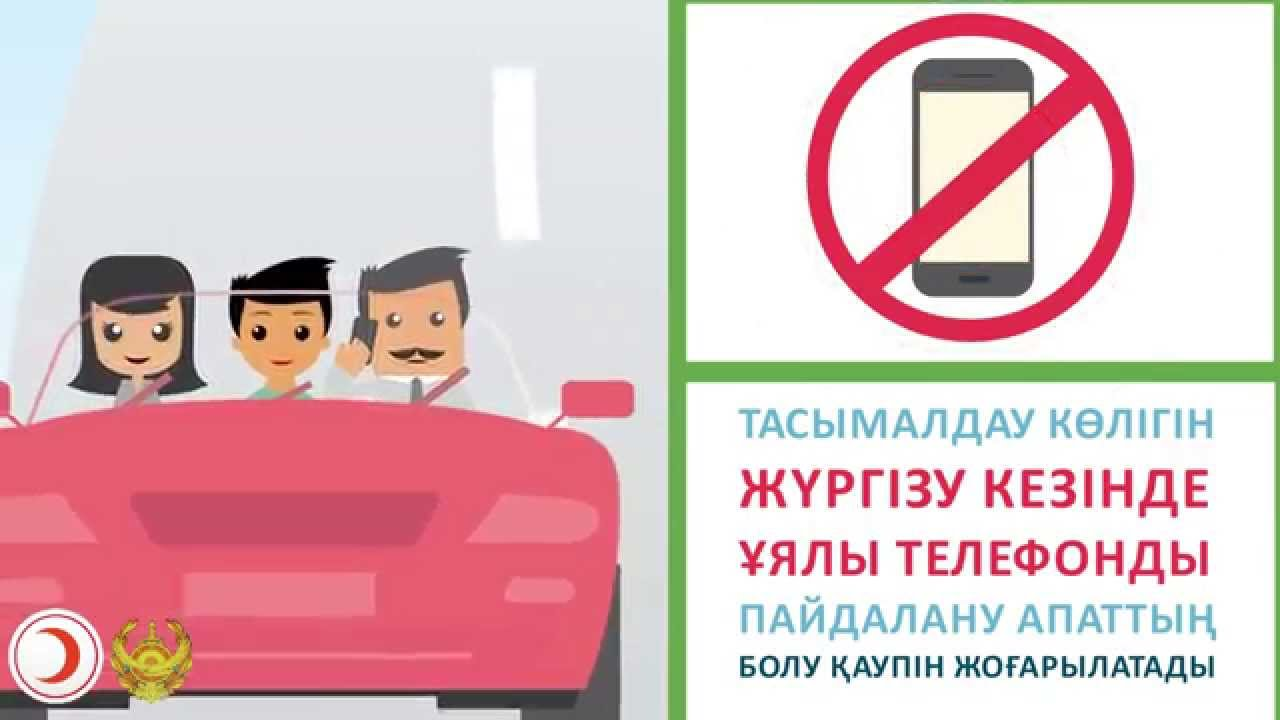 ТАСЫМАЛДАУ КӨЛІГІН
ЖҮРГІЗУ КЕЗІНДЕ
ҰЯЛЫ ТЕЛЕФОНДЫ
ПАЙДАЛАНУ АПАТТЫҢ
БОЛУ ҚАУПІН ЖОҒАРЫЛАТАДЫ